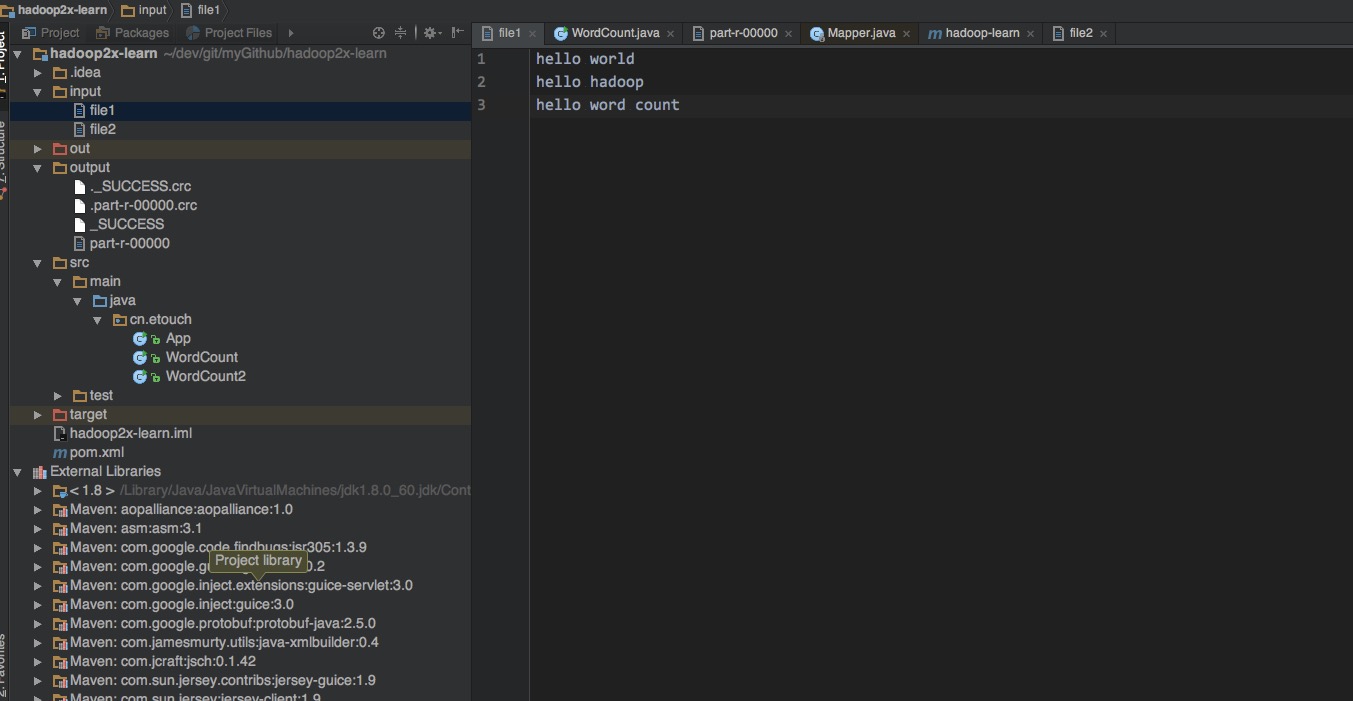 hadoop2x-learn input file1
Project Packages Project Files
file1 WordCount.java part-r-00000 Mapper.java hadoop-learn file2
1: Project
hadoop2x-learn ~/dev/git/myGithub/hadoop2x-learn
.idea
input
file1
file2
out
output
._SUCCESS.crc
.part-r-00000.crc
_SUCCESS
part-r-00000
src
main
java
cn.etouch
App
WordCount
WordCount2
test
target
hadoop2x-learn.iml
m pom.xml
External Libraries
< 1.8 > /Library/Java/JavaVirtualMachines/jdk1.8.0_60.jdk/Cont
Maven: aopalliance:aopalliance:1.0
Maven: asm:asm:3.1
Maven: com.google.code.findbugs:jsr305:1.3.9
Project library
Maven: com.google.gu 0.2
Maven: com.google.inject.extensions:guice-servlet:3.0
Maven: com.google.inject:guice:3.0
Maven: com.google.protobuf:protobuf-java:2.5.0
Maven: com.jamesmurty.utils:java-xmlbuilder:0.4
Maven: com.jcraft:jsch:0.1.42
Maven: com.sun.jersey.contribs:jersey-guice:1.9
Maven: com.sun.jersey:jersey-client:1.9
7: Structure
2: Favorites
1 hello world
2 hello hadoop
3 hello word count